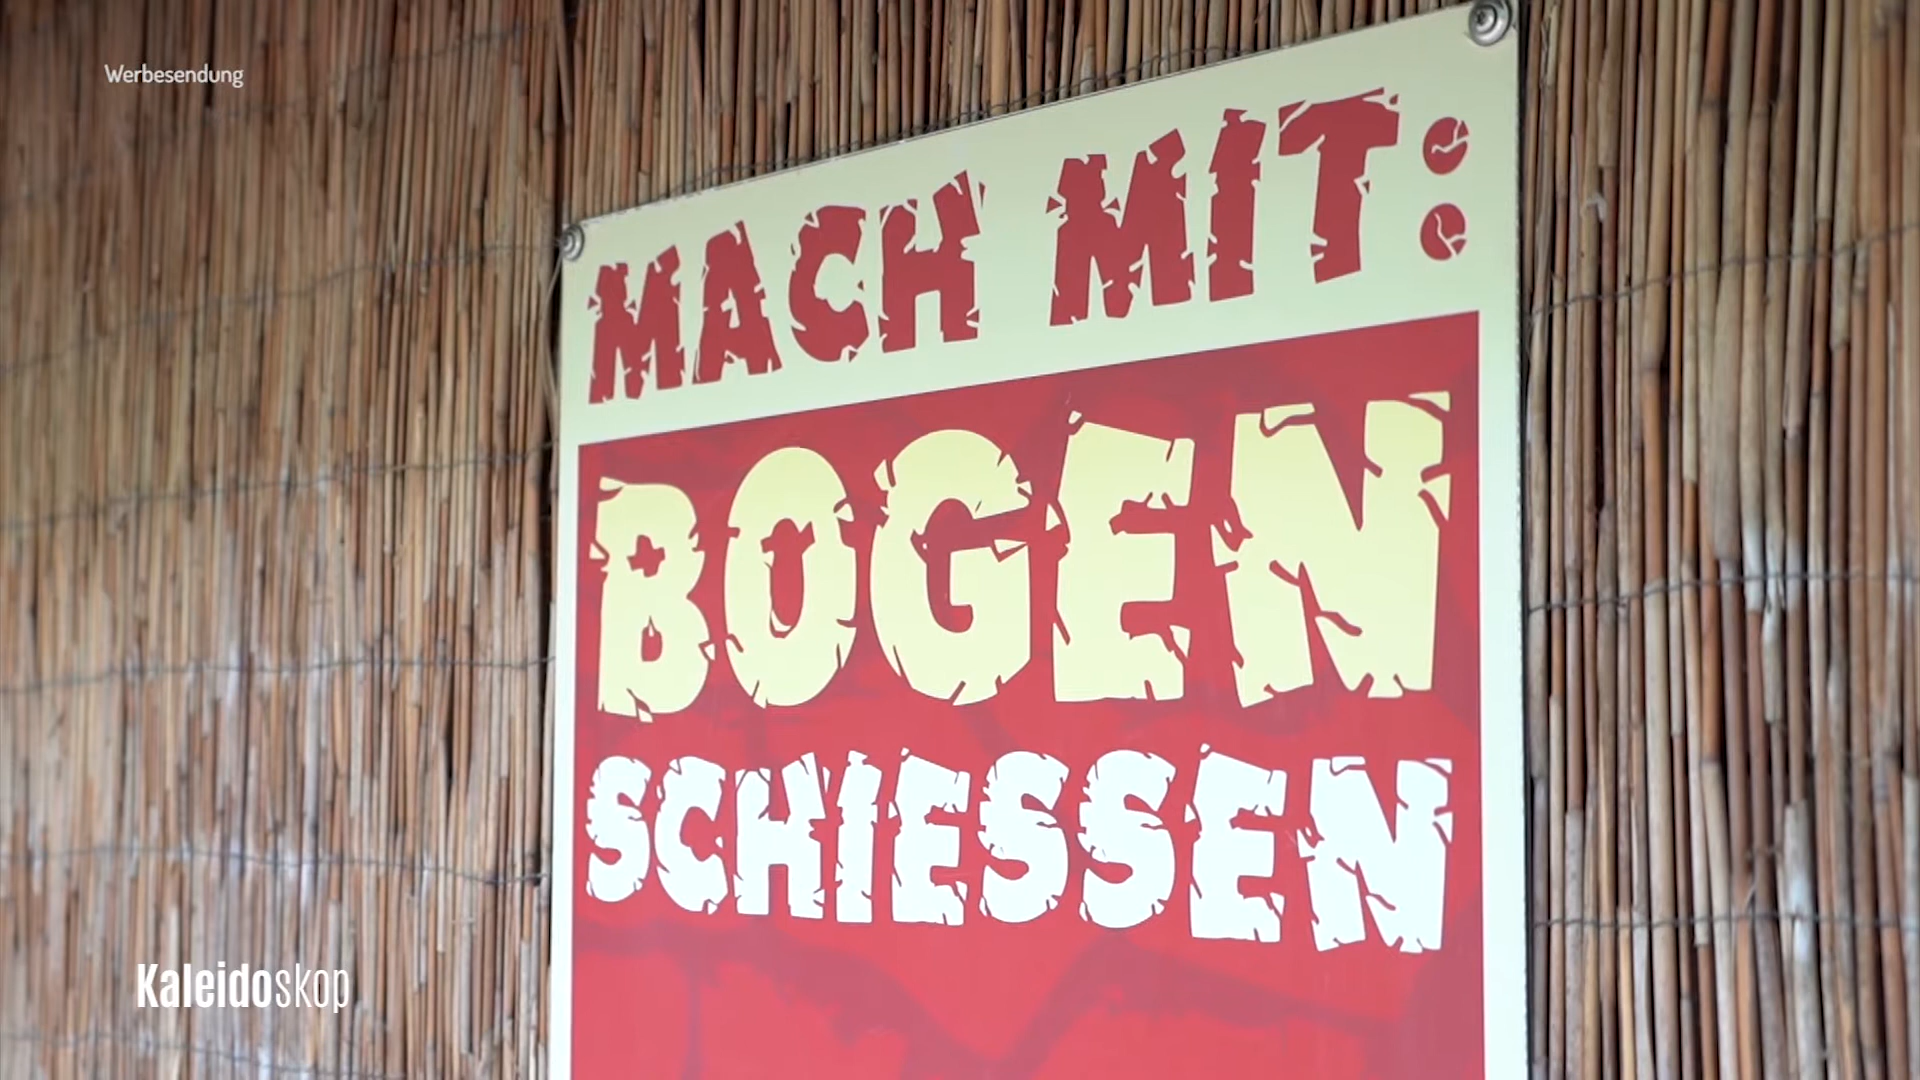 Werbesendung
MACH MIT:
BOGEN
SCHIESSEN
Kaleidoskop